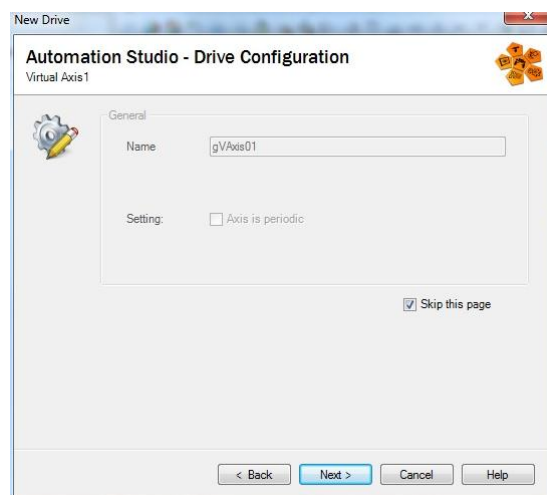 New Drive
Automation Studio - Drive Configuration
Virtual Axis1
General
Name gVAxis01
Setting: Axis is periodic
Skip this page
< Back Next > Cancel Help